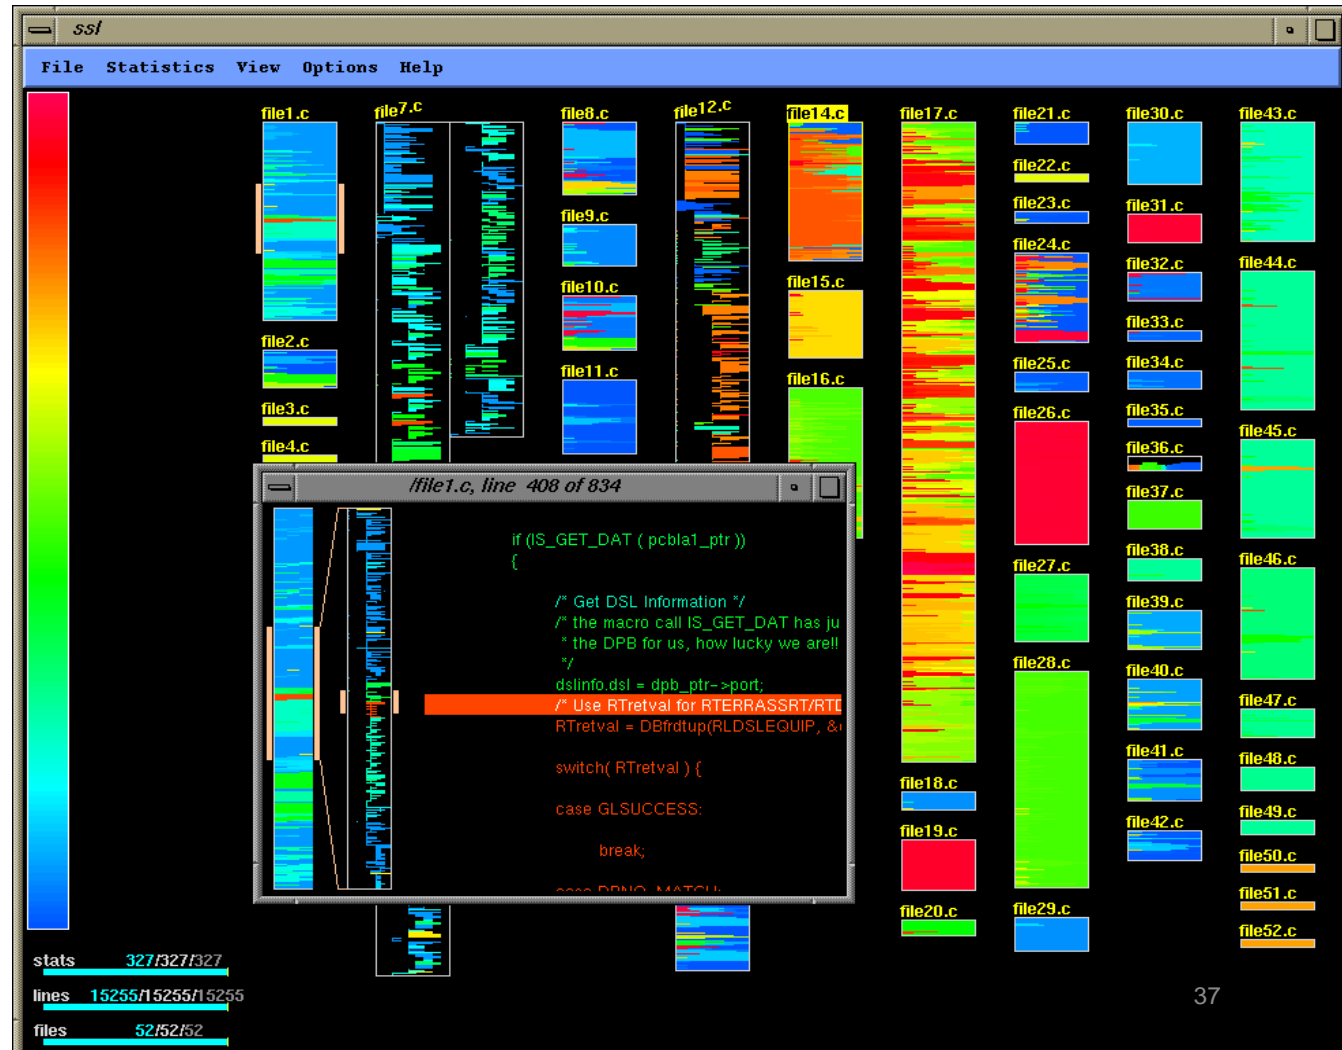 ssl
File Statistics View Options Help
file1.c file7.c file8.c file12.c file14.c file17.c file21.c file30.c file43.c
file22.c
file23.c file31.c
file9.c
file24.c file32.c file44.c
file10.c file15.c
file33.c
file2.c file11.c file16.c file25.c file34.c
file3.c file26.c file35.c
file4.c file36.c file45.c
file37.c
file38.c file46.c
file27.c
file39.c
file28.c file40.c
file47.c
file41.c file48.c
file18.c
file49.c
file19.c file42.c
file50.c
file20.c file29.c file51.c
file52.c
/file1.c, line 408 of 834
if (IS_GET_DAT ( pcbla1_ptr ))
{
/* Get DSL Information */
/* the macro call IS_GET_DAT has ju
* the DPB for us, how lucky we are!!
*/
dslinfo.dsl = dpb_ptr->port;
/* Use RTretval for RTERRASSRT/RTD
RTretval = DBfrdtup(RLDSLEQUIP, &
switch( RTretval ) {
case GLSUCCESS:
break;
stats 327/327/327
lines 15255/15255/15255
files 52/52/52
37